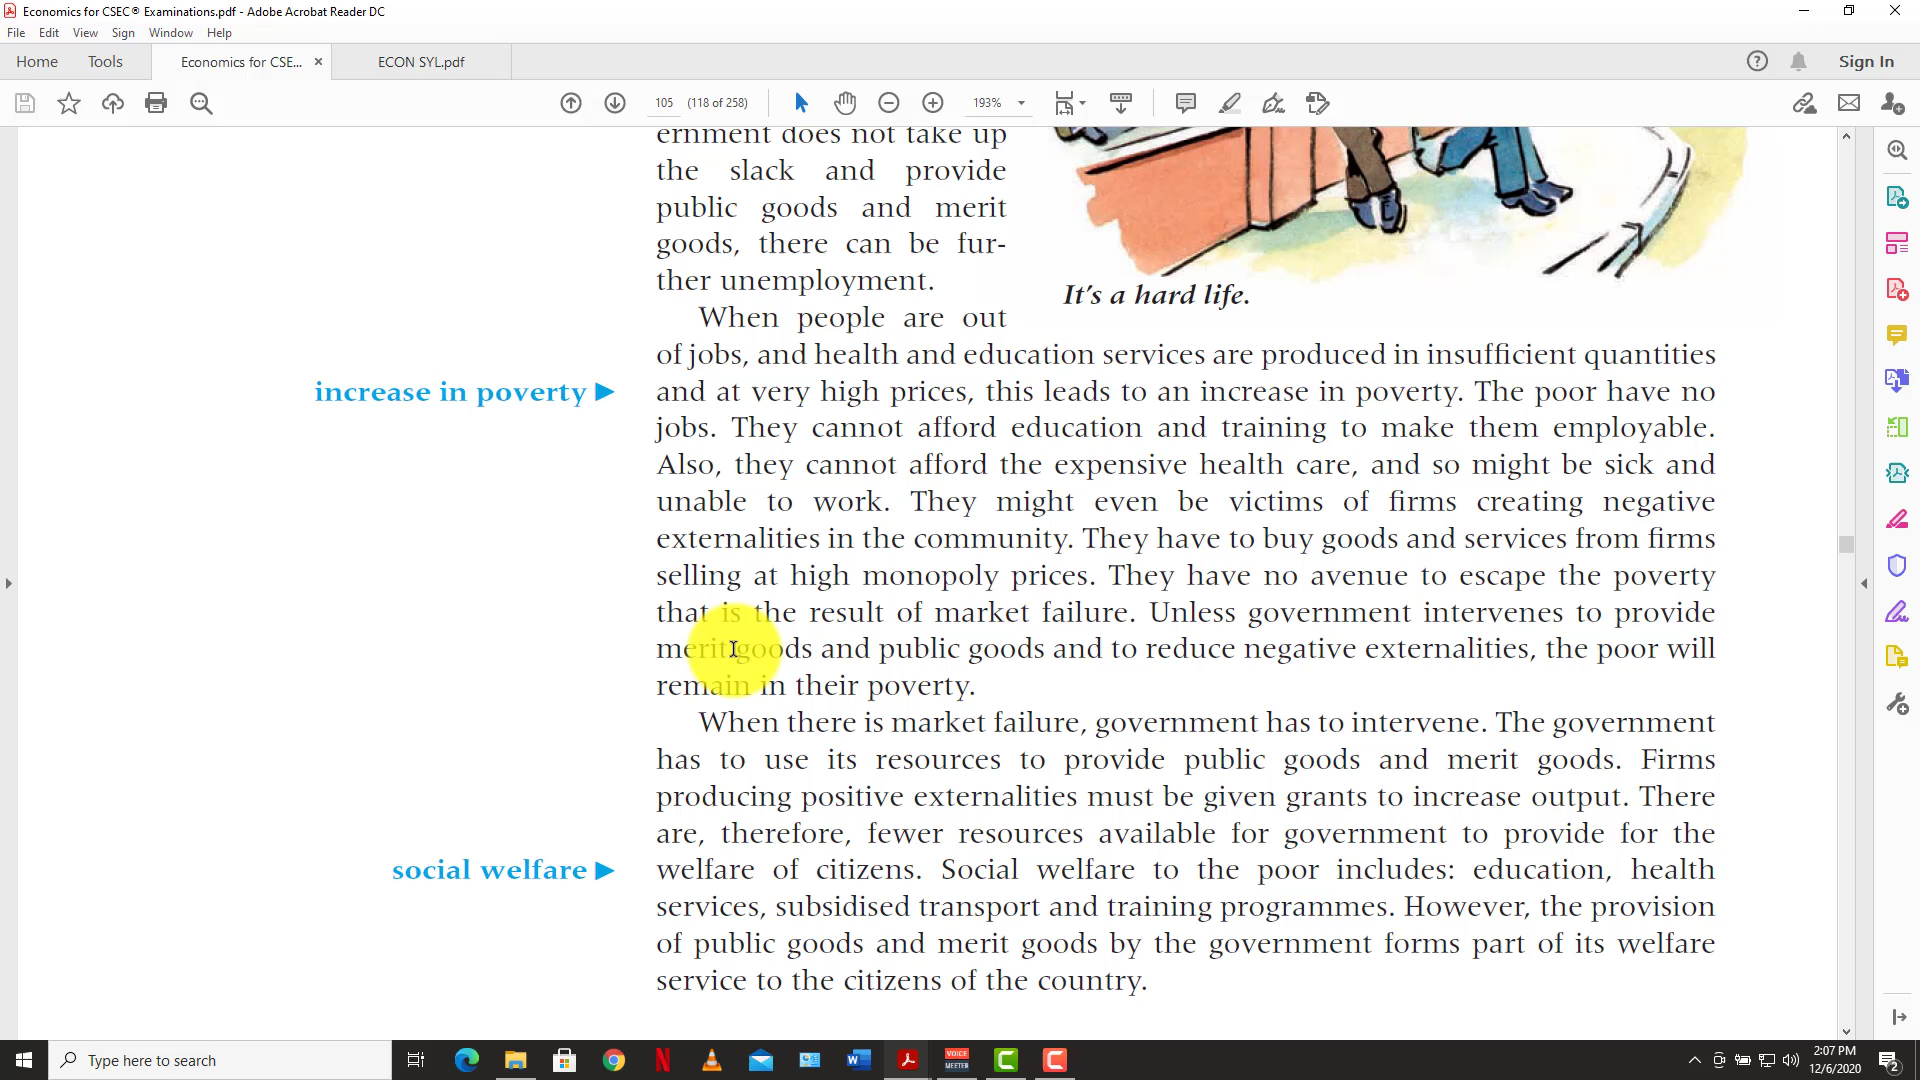 Economics for CSEC® Examinations.pdf - Adobe Acrobat Reader DC
File Edit View Sign Window Help
Home Tools Economics for CSE... × ECON SYL.pdf Sign In
105 (118 of 258) 193%
ernment does not take up
the slack and provide
public goods and merit
goods, there can be fur-
ther unemployment.
It's a hard life.
When people are out
of jobs, and health and education services are produced in insufficient quantities
increase in poverty ▶
and at very high prices, this leads to an increase in poverty. The poor have no
jobs. They cannot afford education and training to make them employable.
Also, they cannot afford the expensive health care, and so might be sick and
unable to work. They might even be victims of firms creating negative
externalities in the community. They have to buy goods and services from firms
selling at high monopoly prices. They have no avenue to escape the poverty
that is the result of market failure. Unless government intervenes to provide
merit goods and public goods and to reduce negative externalities, the poor will
remain in their poverty.
When there is market failure, government has to intervene. The government
has to use its resources to provide public goods and merit goods. Firms
producing positive externalities must be given grants to increase output. There
are, therefore, fewer resources available for government to provide for the
social welfare ▶
welfare of citizens. Social welfare to the poor includes: education, health
services, subsidised transport and training programmes. However, the provision
of public goods and merit goods by the government forms part of its welfare
service to the citizens of the country.
Type here to search
VOICE
MEETER
2:07 PM
12/6/2020
2